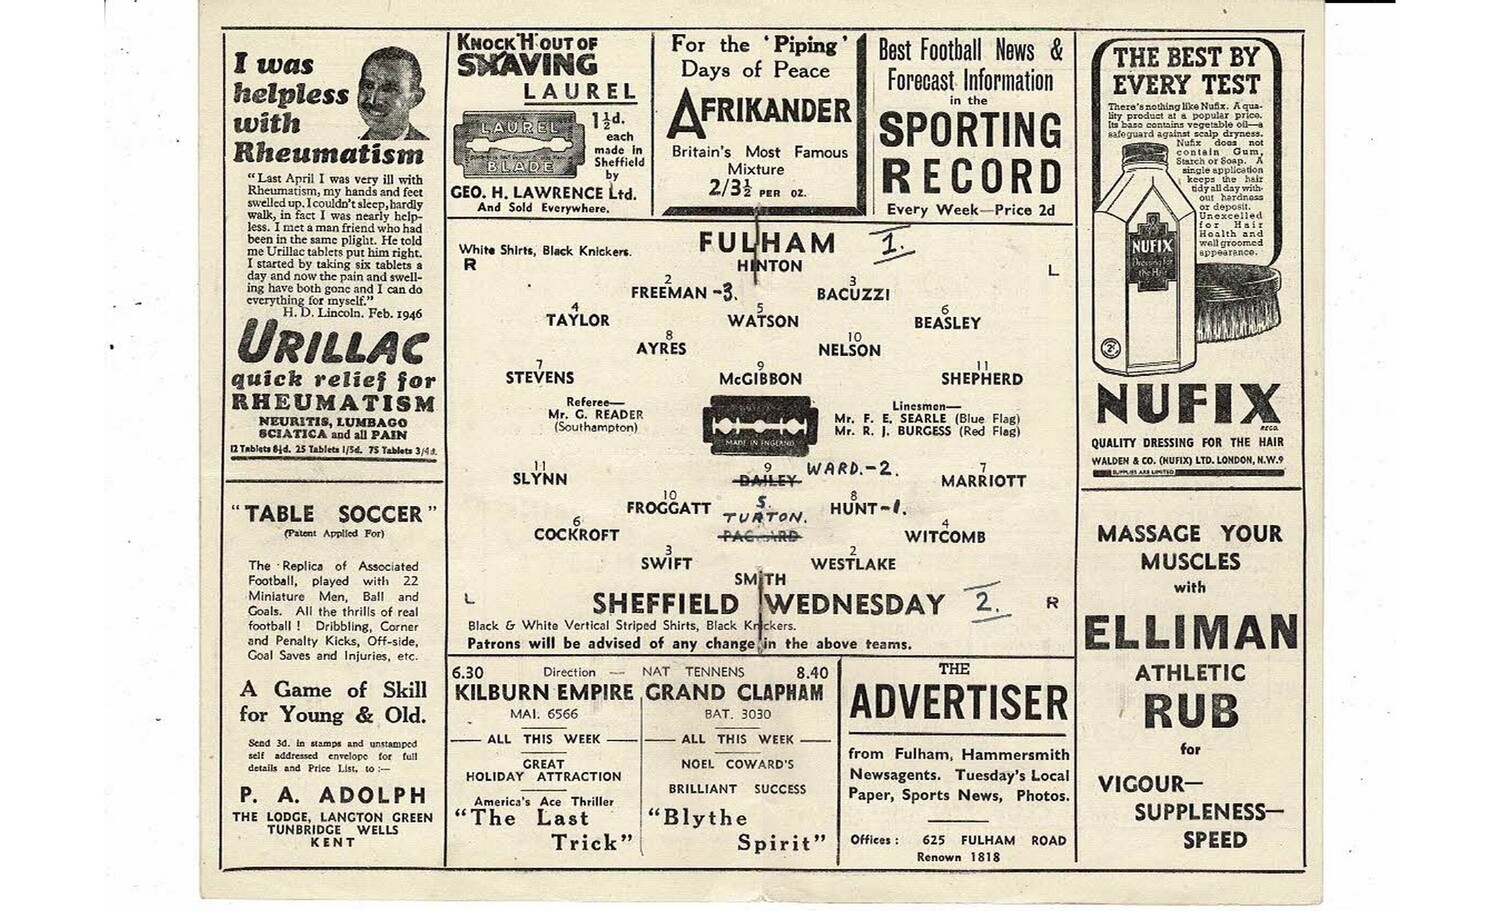 I was
helpless
with
Rheumatism
"Last April I was very ill with
Rheumatism, my hands and feet
swelled up. I couldn't sleep, hardly
walk, in fact I was nearly help-
less. I met a man friend who had
been in the same plight. He told
me Urillac tablets put him right.
I started by taking six tablets a
day and now the pain and swell-
ing have both gone and I can do
everything for myself."
H. D. Lincoln. Feb. 1946
URILLAC
quick relief for
RHEUMATISM
NEURITIS, LUMBAGO
SCIATICA and all PAIN
12 Tablets 8½d. 25 Tablets 1/5d. 75 Tablets 3/4d.
"TABLE SOCCER"
(Patent Applied For)
The Replica of Associated
Football, played with 22
Miniature Men, Ball and
Goals. All the thrills of real
football ! Dribbling, Corner
and Penalty Kicks, Off-side,
Goal Saves and Injuries, etc.
A Game of Skill
for Young & Old.
Send 3d. in stamps and unstamped
self addressed envelope for full
details and Price List, to :—
P. A. ADOLPH
THE LODGE, LANGTON GREEN
TUNBRIDGE WELLS
KENT
KNOCK 'H' OUT OF
SHAVING
LAUREL
LAUREL
BLADE
1½d.
each
made in
Sheffield
by
GEO. H. LAWRENCE Ltd.
And Sold Everywhere.
For the 'Piping'
Days of Peace
AFRIKANDER
Britain's Most Famous
Mixture
2/3½ PER OZ.
Best Football News &
Forecast Information
in the
SPORTING
RECORD
Every Week—Price 2d
FULHAM 1.
White Shirts, Black Knickers.
R HINTON L
2 3
FREEMAN -3. BACUZZI
4 5 6
TAYLOR WATSON BEASLEY
8 10
AYRES NELSON
7 9 11
STEVENS McGIBBON SHEPHERD
Referee—
Mr. G. READER
(Southampton)
MADE IN ENGLAND
Linesmen—
Mr. F. E. SEARLE (Blue Flag)
Mr. R. J. BURGESS (Red Flag)
11 9 WARD.-2. 7
SLYNN DAILEY MARRIOTT
10 5. 8
FROGGATT TURTON. HUNT-1.
6 4
COCKROFT WITCOMB
3 2
SWIFT WESTLAKE
SMITH
L SHEFFIELD WEDNESDAY 2. R
Black & White Vertical Striped Shirts, Black Knickers.
Patrons will be advised of any change in the above teams.
6.30 Direction — NAT TENNENS 8.40
KILBURN EMPIRE
MAI. 6566
ALL THIS WEEK
GREAT
HOLIDAY ATTRACTION
America's Ace Thriller
"The Last
Trick"
GRAND CLAPHAM
BAT. 3030
ALL THIS WEEK
NOEL COWARD'S
BRILLIANT SUCCESS
"Blythe
Spirit"
THE
ADVERTISER
from Fulham, Hammersmith
Newsagents. Tuesday's Local
Paper, Sports News, Photos.
Offices : 625 FULHAM ROAD
Renown 1818
THE BEST BY
EVERY TEST
There's nothing like Nufix. A qua-
lity product at a popular price.
Its base contains vegetable oil—a
safeguard against scalp dryness.
Nufix does not
contain Gum,
Starch or Soap. A
single application
keeps the hair
tidy all day with-
out hardness
or deposit.
Unexcelled
for Hair
Health and
well groomed
appearance.
NUFIX
Dressing for
the Hair
NUFIX
REGD.
QUALITY DRESSING FOR THE HAIR
WALDEN & CO. (NUFIX) LTD. LONDON, N.W.9
SUPPLIES ARE LIMITED
MASSAGE YOUR
MUSCLES
with
ELLIMAN
ATHLETIC
RUB
for
VIGOUR—
SUPPLENESS—
SPEED